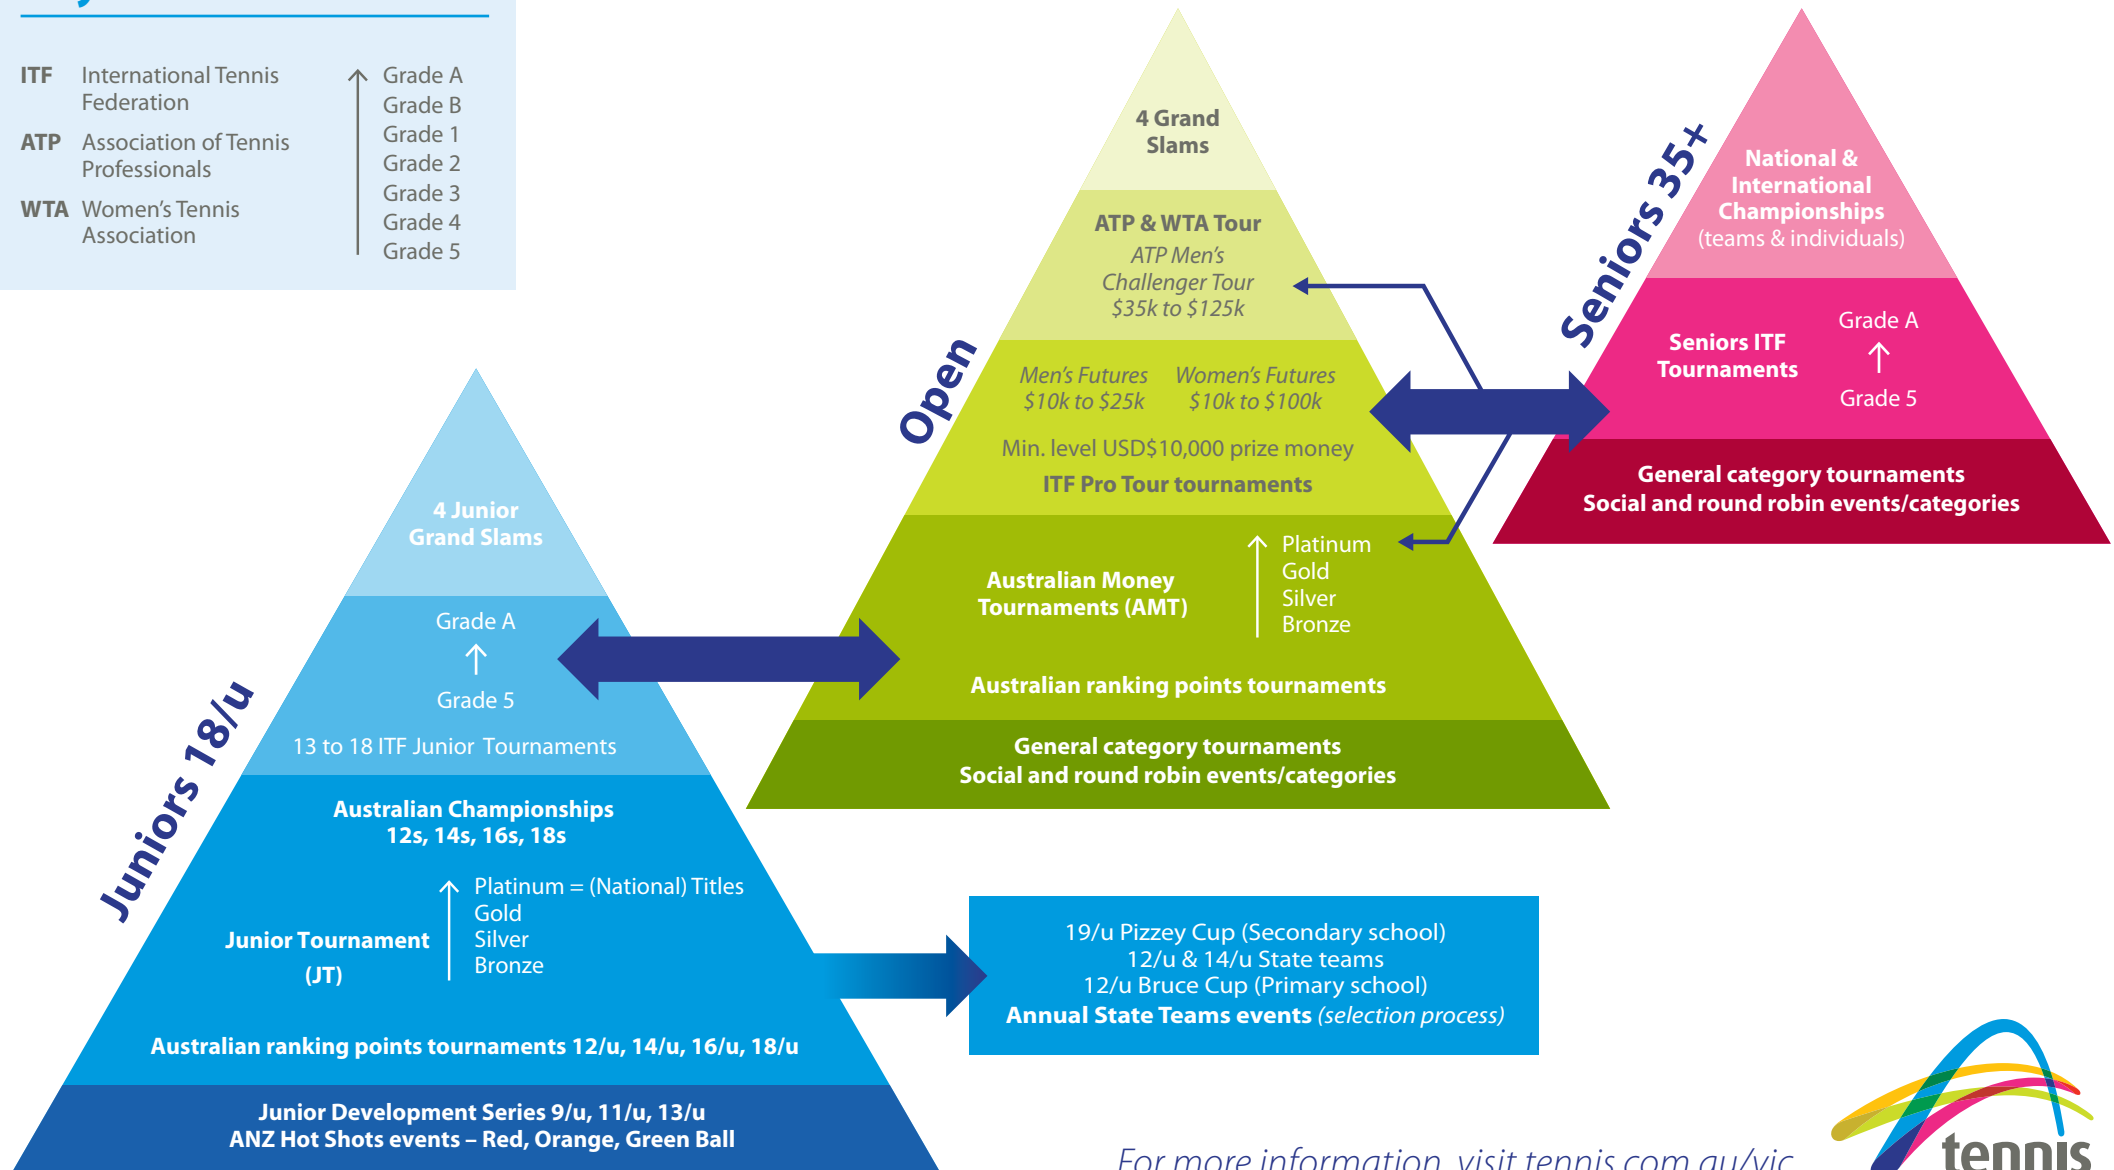 ITF International Tennis
Federation
ATP Association of Tennis
Professionals
WTA Women's Tennis
Association
Grade A
Grade B
Grade 1
Grade 2
Grade 3
Grade 4
Grade 5
Juniors 18/u
4 Junior
Grand Slams
Grade A
Grade 5
13 to 18 ITF Junior Tournaments
Australian Championships
12s, 14s, 16s, 18s
Junior Tournament
(JT)
Platinum = (National) Titles
Gold
Silver
Bronze
Australian ranking points tournaments 12/u, 14/u, 16/u, 18/u
Junior Development Series 9/u, 11/u, 13/u
ANZ Hot Shots events – Red, Orange, Green Ball
Open
4 Grand
Slams
ATP & WTA Tour
ATP Men's
Challenger Tour
$35k to $125k
Men's Futures
$10k to $25k
Women's Futures
$10k to $100k
Min. level USD$10,000 prize money
ITF Pro Tour tournaments
Australian Money
Tournaments (AMT)
Platinum
Gold
Silver
Bronze
Australian ranking points tournaments
General category tournaments
Social and round robin events/categories
Seniors 35+
National &
International
Championships
(teams & individuals)
Seniors ITF
Tournaments
Grade A
Grade 5
General category tournaments
Social and round robin events/categories
19/u Pizzey Cup (Secondary school)
12/u & 14/u State teams
12/u Bruce Cup (Primary school)
Annual State Teams events (selection process)
For more information, visit tennis.com.au/vic
tennis